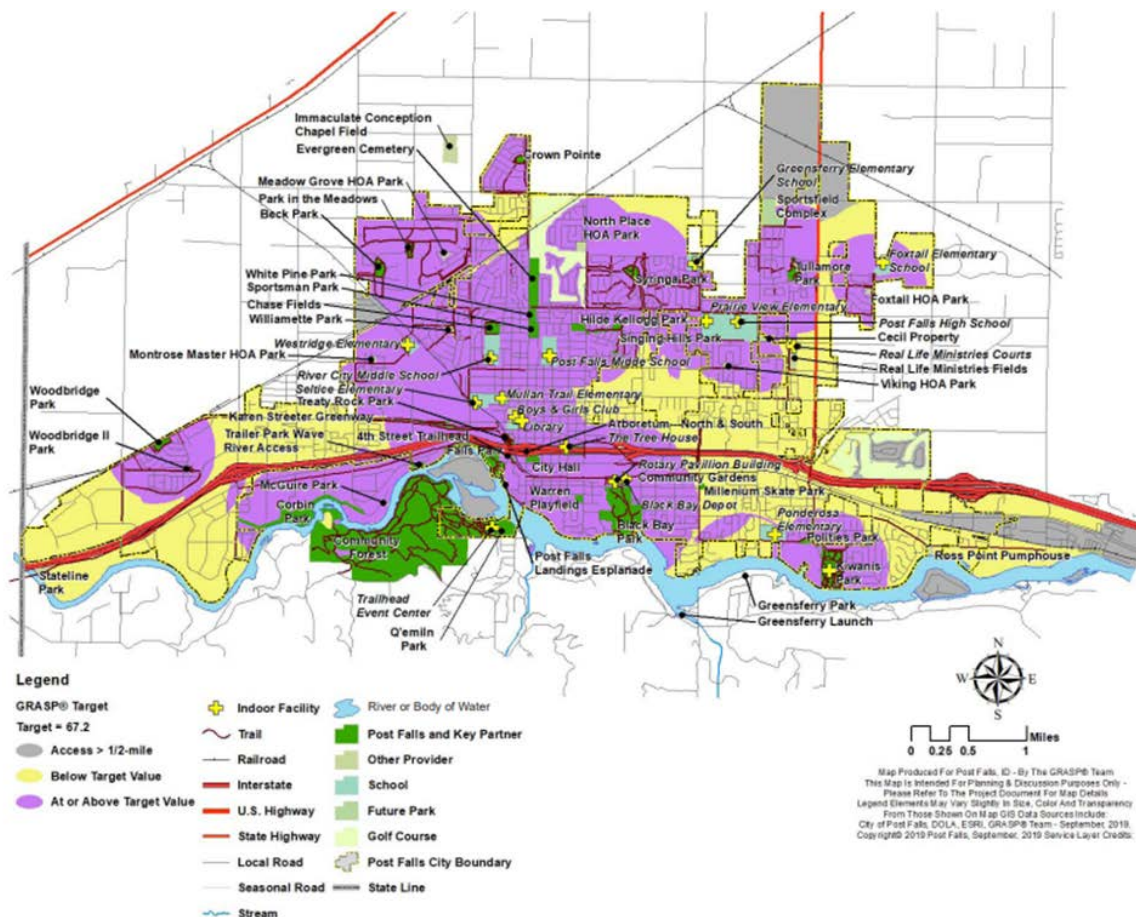 Immaculate Conception
Chapel Field
Evergreen Cemetery
Crown Pointe
Meadow Grove HOA Park
Park in the Meadows
Beck Park
Greensferry Elementary
School
Sportsfield
Complex
North Place
HOA Park
Foxtail Elementary
School
White Pine Park
Sportsman Park
Chase Fields
Williamette Park
Syringa Park
Tullamore
Park
Foxtail HOA Park
Prairie View Elementary
Hilde Kellogg Park
Post Falls High School
Westridge Elementary
Singing Hills Park
Cecil Property
Montrose Master HOA Park
Post Falls Midde School
Real Life Ministries Courts
River City Middle School
Real Life Ministries Fields
Viking HOA Park
Woodbridge
Park
Seltice Elementary
Mullan Trail Elementary
Treaty Rock Park
Boys & Girls Club
Karen Streeter Greenway
Library
Arboretum
North & South
Woodbridge II
Park
Trailer Park Wave
River Access
4th Street Trailhead
The Tree House
Falls Park
City Hall
Rotary Pavillion Building
Community Gardens
McGuire Park
Warren
Playfield
Black Bay Depot
Millenium Skate Park
Corbin
Park
Ponderosa
Elementary
Black Bay
Park
Community
Forest
Polities Park
Stateline
Park
Post Falls
Landings Esplanade
Ross Point Pumphouse
Kiwanis
Park
Trailhead
Event Center
Greensferry Park
Greensferry Launch
Q'emiln
Park
N
W
E
S
0 0.25 0.5 1
Miles
Legend
GRASP® Target
Target = 67.2
Access > 1/2-mile
Below Target Value
At or Above Target Value
Indoor Facility
Trail
Railroad
Interstate
U.S. Highway
State Highway
Local Road
Seasonal Road
Stream
River or Body of Water
Post Falls and Key Partner
Other Provider
School
Future Park
Golf Course
Post Falls City Boundary
State Line
Map Produced For Post Falls, ID - By The GRASP® Team
This Map Is Intended For Planning & Discussion Purposes Only -
Please Refer To The Project Document For Map Details
Legend Elements May Vary Slightly In Size, Color And Transparency
From Those Shown On Map GIS Data Sources Include:
City of Post Falls, DOLA, ESRI, GRASP® Team - September, 2019.
Copyright© 2019 Post Falls, September, 2019 Service Layer Credits: